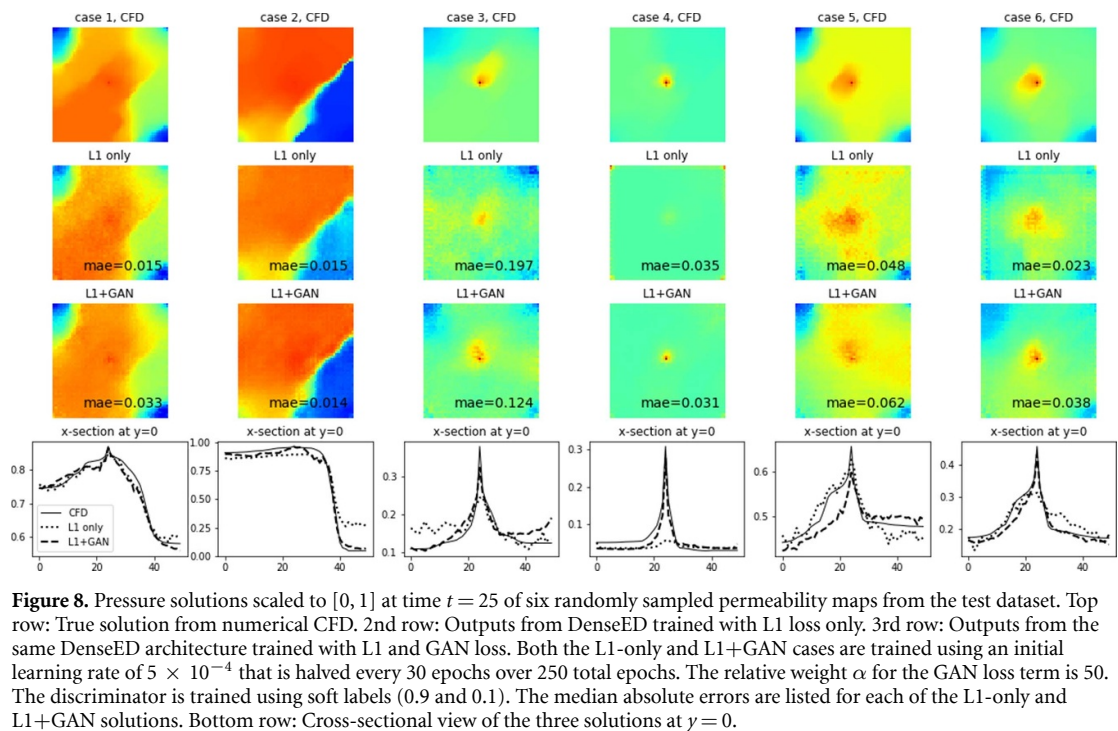 case 1, CFD case 2, CFD case 3, CFD case 4, CFD case 5, CFD case 6, CFD
L1 only L1 only L1 only L1 only L1 only L1 only
mae=0.015 mae=0.015 mae=0.197 mae=0.035 mae=0.048 mae=0.023
L1+GAN L1+GAN L1+GAN L1+GAN L1+GAN L1+GAN
mae=0.033 mae=0.014 mae=0.124 mae=0.031 mae=0.062 mae=0.038
x-section at y=0 x-section at y=0 x-section at y=0 x-section at y=0 x-section at y=0 x-section at y=0
0.8
0.7
0.6
CFD
L1 only
L1+GAN
0 20 40
1.00
0.75
0.50
0.25
0.00
0 20 40
0.3
0.2
0.1
0 20 40
0.3
0.2
0.1
0 20 40
0.6
0.5
0 20 40
0.4
0.3
0.2
0 20 40
Figure 8. Pressure solutions scaled to [0, 1] at time t = 25 of six randomly sampled permeability maps from the test dataset. Top
row: True solution from numerical CFD. 2nd row: Outputs from DenseED trained with L1 loss only. 3rd row: Outputs from the
same DenseED architecture trained with L1 and GAN loss. Both the L1-only and L1+GAN cases are trained using an initial
learning rate of 5 × 10⁻⁴ that is halved every 30 epochs over 250 total epochs. The relative weight α for the GAN loss term is 50.
The discriminator is trained using soft labels (0.9 and 0.1). The median absolute errors are listed for each of the L1-only and
L1+GAN solutions. Bottom row: Cross-sectional view of the three solutions at y = 0.